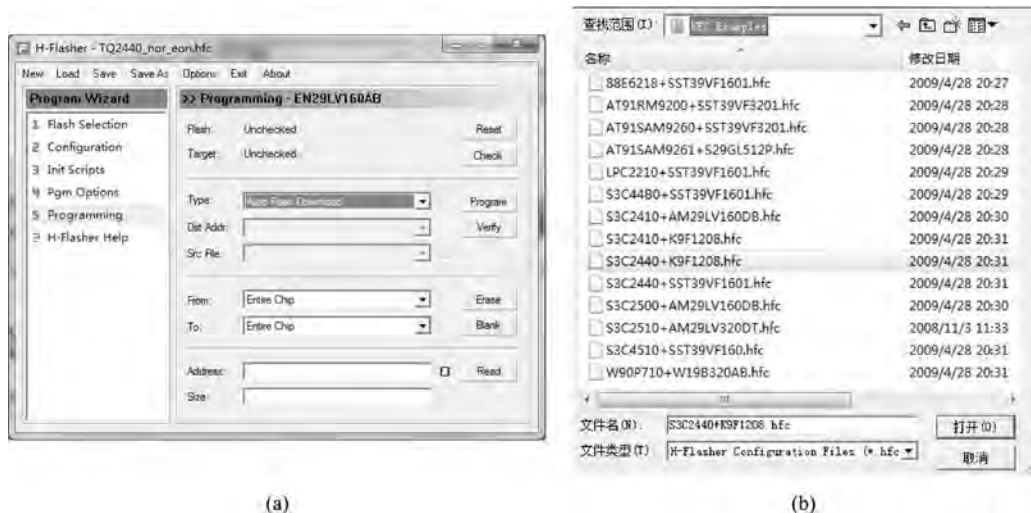 H-Flasher - TQ2440_nor_eon.hfc
New Load Save Save As Options Exit About
Program Wizard
1 Flash Selection
2 Configuration
3 Init Scripts
4 Pgm Options
5 Programming
H-Flasher Help
>> Programming - EN29LV160AB
Flash: Unchecked Reset
Target: Unchecked Check
Type: Auto Flash Download Program
Dst Addr: Verify
Src File:
From: Entire Chip Erase
To: Entire Chip Blank
Address: Read
Size:
(a)
查找范围(I): HFC Examples
名称 修改日期
88E6218+SST39VF1601.hfc 2009/4/28 20:27
AT91RM9200+SST39VF3201.hfc 2009/4/28 20:28
AT91SAM9260+SST39VF3201.hfc 2009/4/28 20:28
AT91SAM9261+S29GL512P.hfc 2009/4/28 20:28
LPC2210+SST39VF1601.hfc 2009/4/28 20:29
S3C44B0+SST39VF1601.hfc 2009/4/28 20:29
S3C2410+AM29LV160DB.hfc 2009/4/28 20:30
S3C2410+K9F1208.hfc 2009/4/28 20:31
S3C2440+K9F1208.hfc 2009/4/28 20:31
S3C2440+SST39VF1601.hfc 2009/4/28 20:31
S3C2500+AM29LV160DB.hfc 2009/4/28 20:30
S3C2510+AM29LV320DT.hfc 2008/11/3 11:33
S3C4510+SST39VF160.hfc 2009/4/28 20:31
W90P710+W19B320AB.hfc 2009/4/28 20:31
文件名(N): S3C2440+K9F1208.hfc 打开(O)
文件类型(T) H-Flasher Configuration Files (*.hfc 取消
(b)